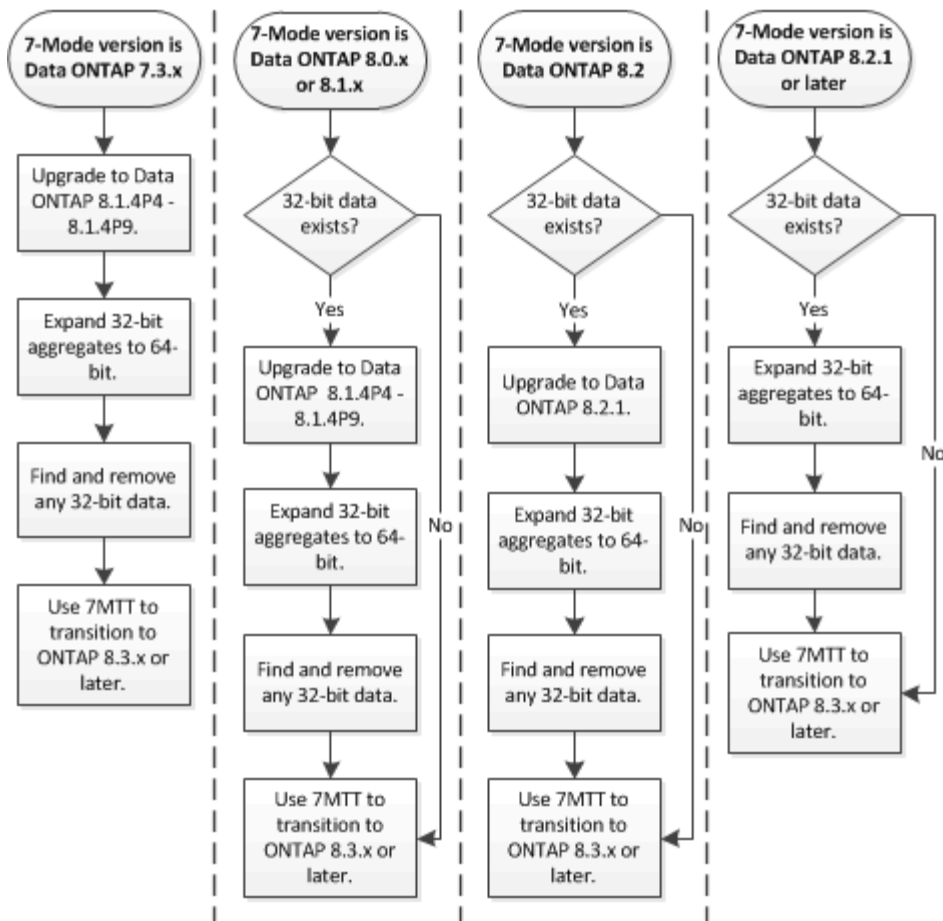 7-Mode version is
Data ONTAP 7.3.x
Upgrade to Data
ONTAP 8.1.4P4 -
8.1.4P9.
Expand 32-bit
aggregates to 64-
bit.
Find and remove
any 32-bit data.
Use 7MTT to
transition to
ONTAP 8.3.x or
later.
7-Mode version is
Data ONTAP 8.0.x
or 8.1.x
32-bit data
exists?
Yes
Upgrade to Data
ONTAP 8.1.4P4 -
8.1.4P9.
Expand 32-bit
aggregates to 64-
bit.
No
Find and remove
any 32-bit data.
Use 7MTT to
transition to
ONTAP 8.3.x or
later.
7-Mode version is
Data ONTAP 8.2
32-bit data
exists?
Yes
Upgrade to Data
ONTAP 8.2.1.
Expand 32-bit
aggregates to 64-
bit.
No
Find and remove
any 32-bit data.
Use 7MTT to
transition to
ONTAP 8.3.x or
later.
7-Mode version is
Data ONTAP 8.2.1
or later
32-bit data
exists?
Yes
Expand 32-bit
aggregates to 64-
bit.
No
Find and remove
any 32-bit data.
Use 7MTT to
transition to
ONTAP 8.3.x or
later.